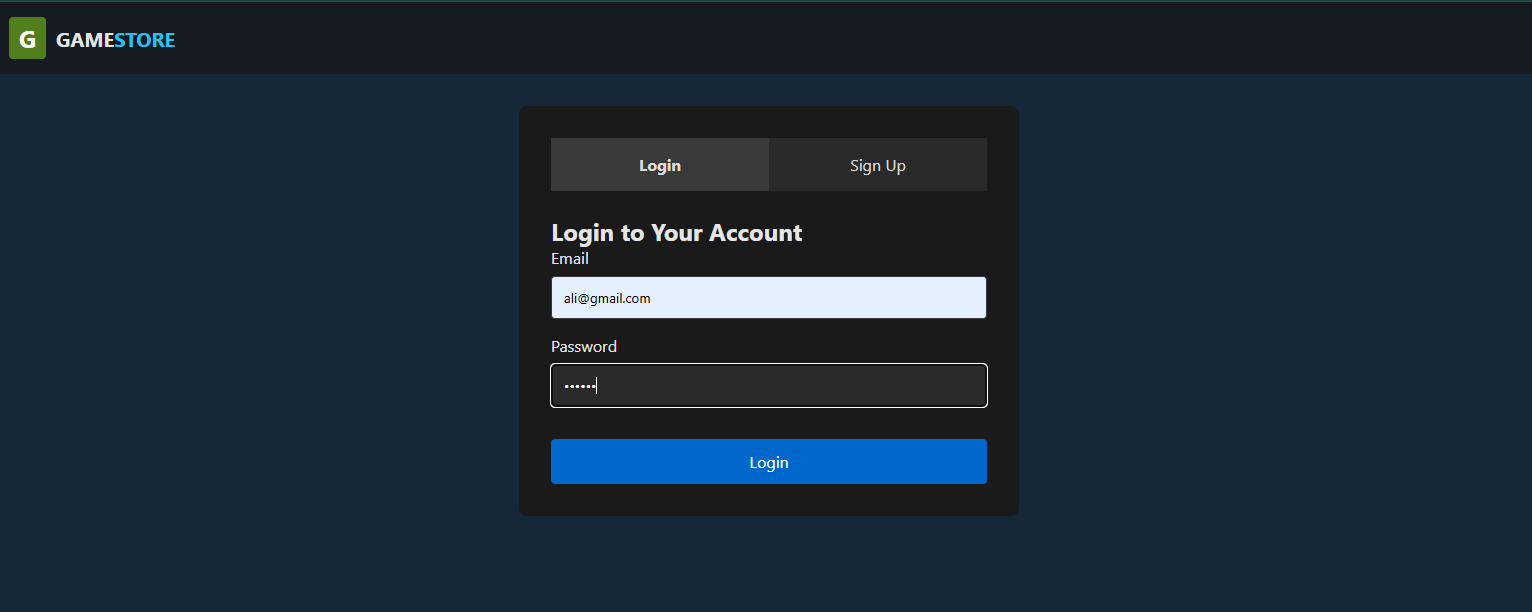 G GAMESTORE
Login Sign Up
Login to Your Account
Email
ali@gmail.com
Password
••••••
Login